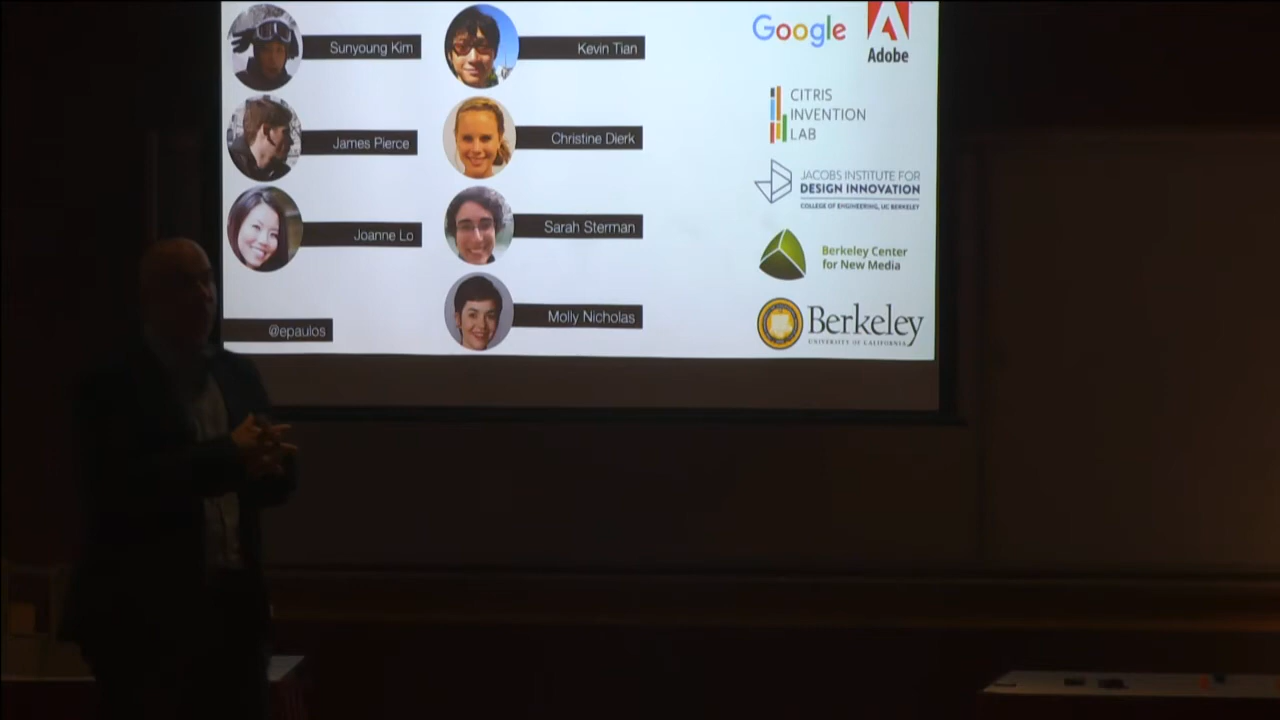 Sunyoung Kim
James Pierce
Joanne Lo
@epaulos
Kevin Tian
Christine Dierk
Sarah Sterman
Molly Nicholas
Google
Adobe
CITRIS
INVENTION
LAB
JACOBS INSTITUTE FOR
DESIGN INNOVATION
COLLEGE OF ENGINEERING, UC BERKELEY
Berkeley Center
for New Media
Berkeley
UNIVERSITY OF CALIFORNIA